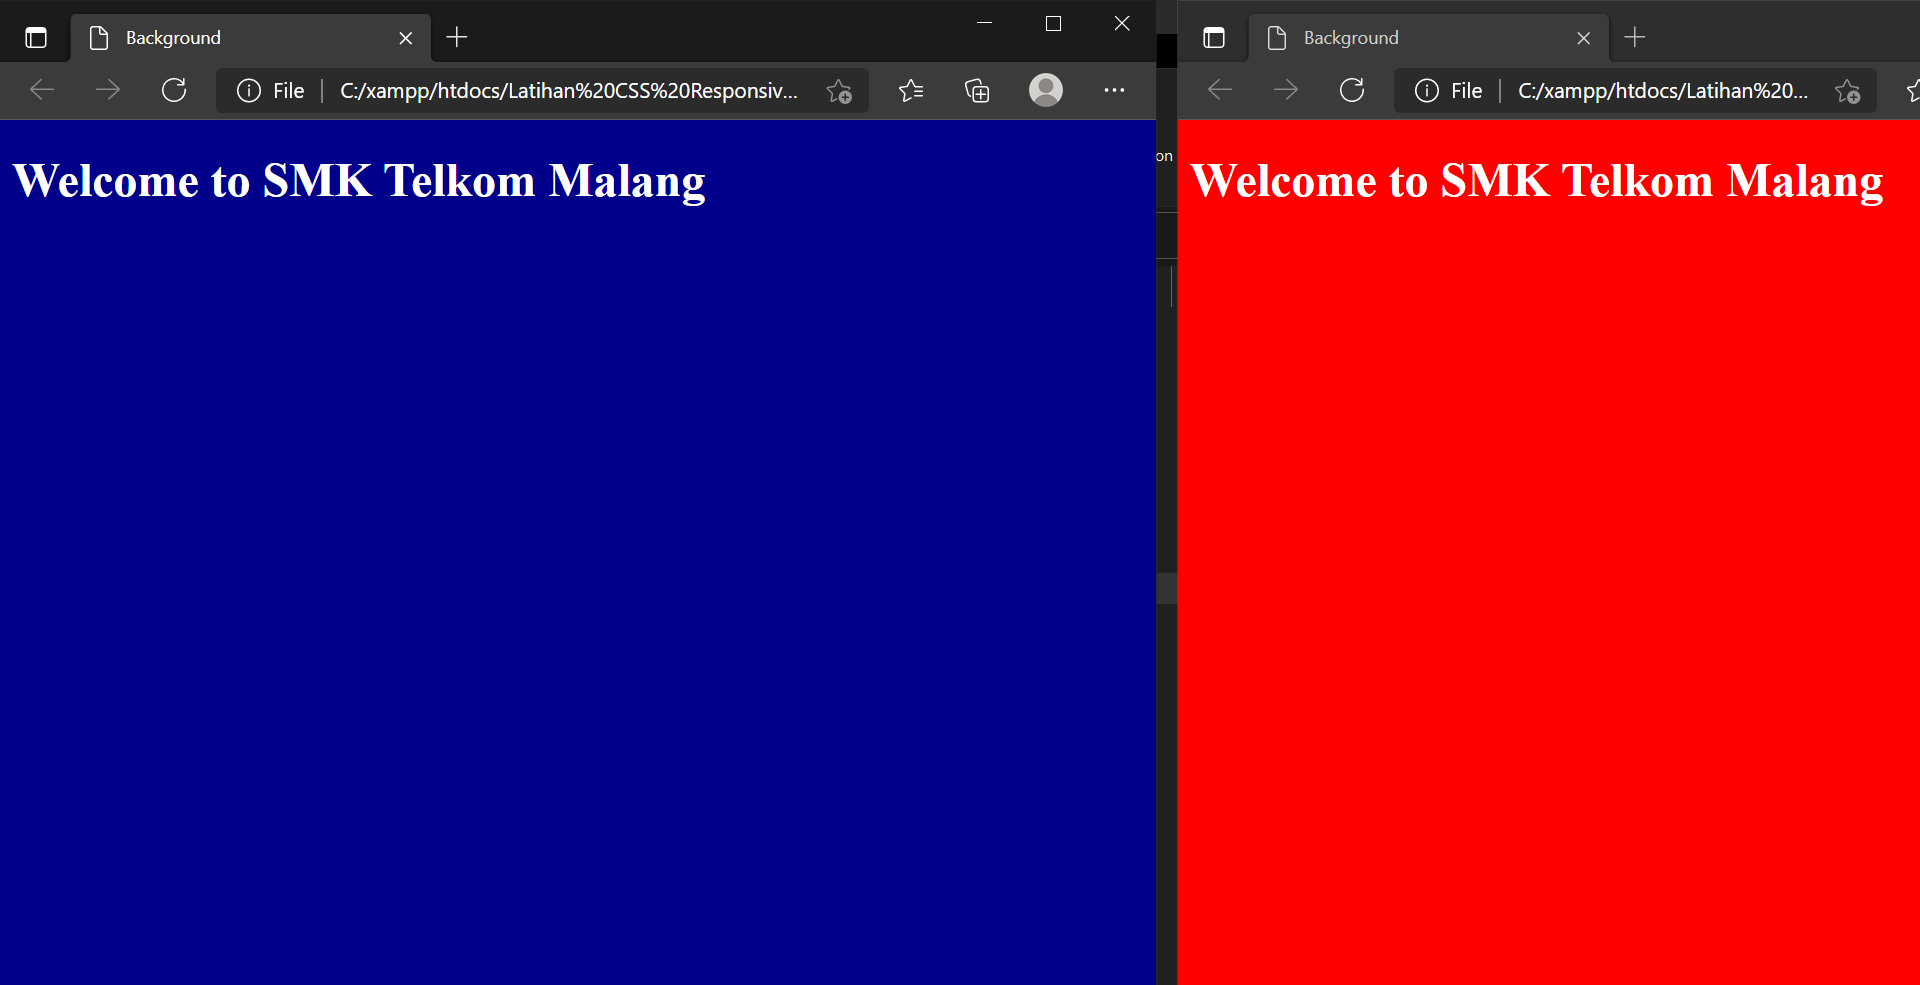 Background
File
C:/xampp/htdocs/Latihan%20CSS%20Responsiv...
Welcome to SMK Telkom Malang
on
Background
File
C:/xampp/htdocs/Latihan%20...
Welcome to SMK Telkom Malang